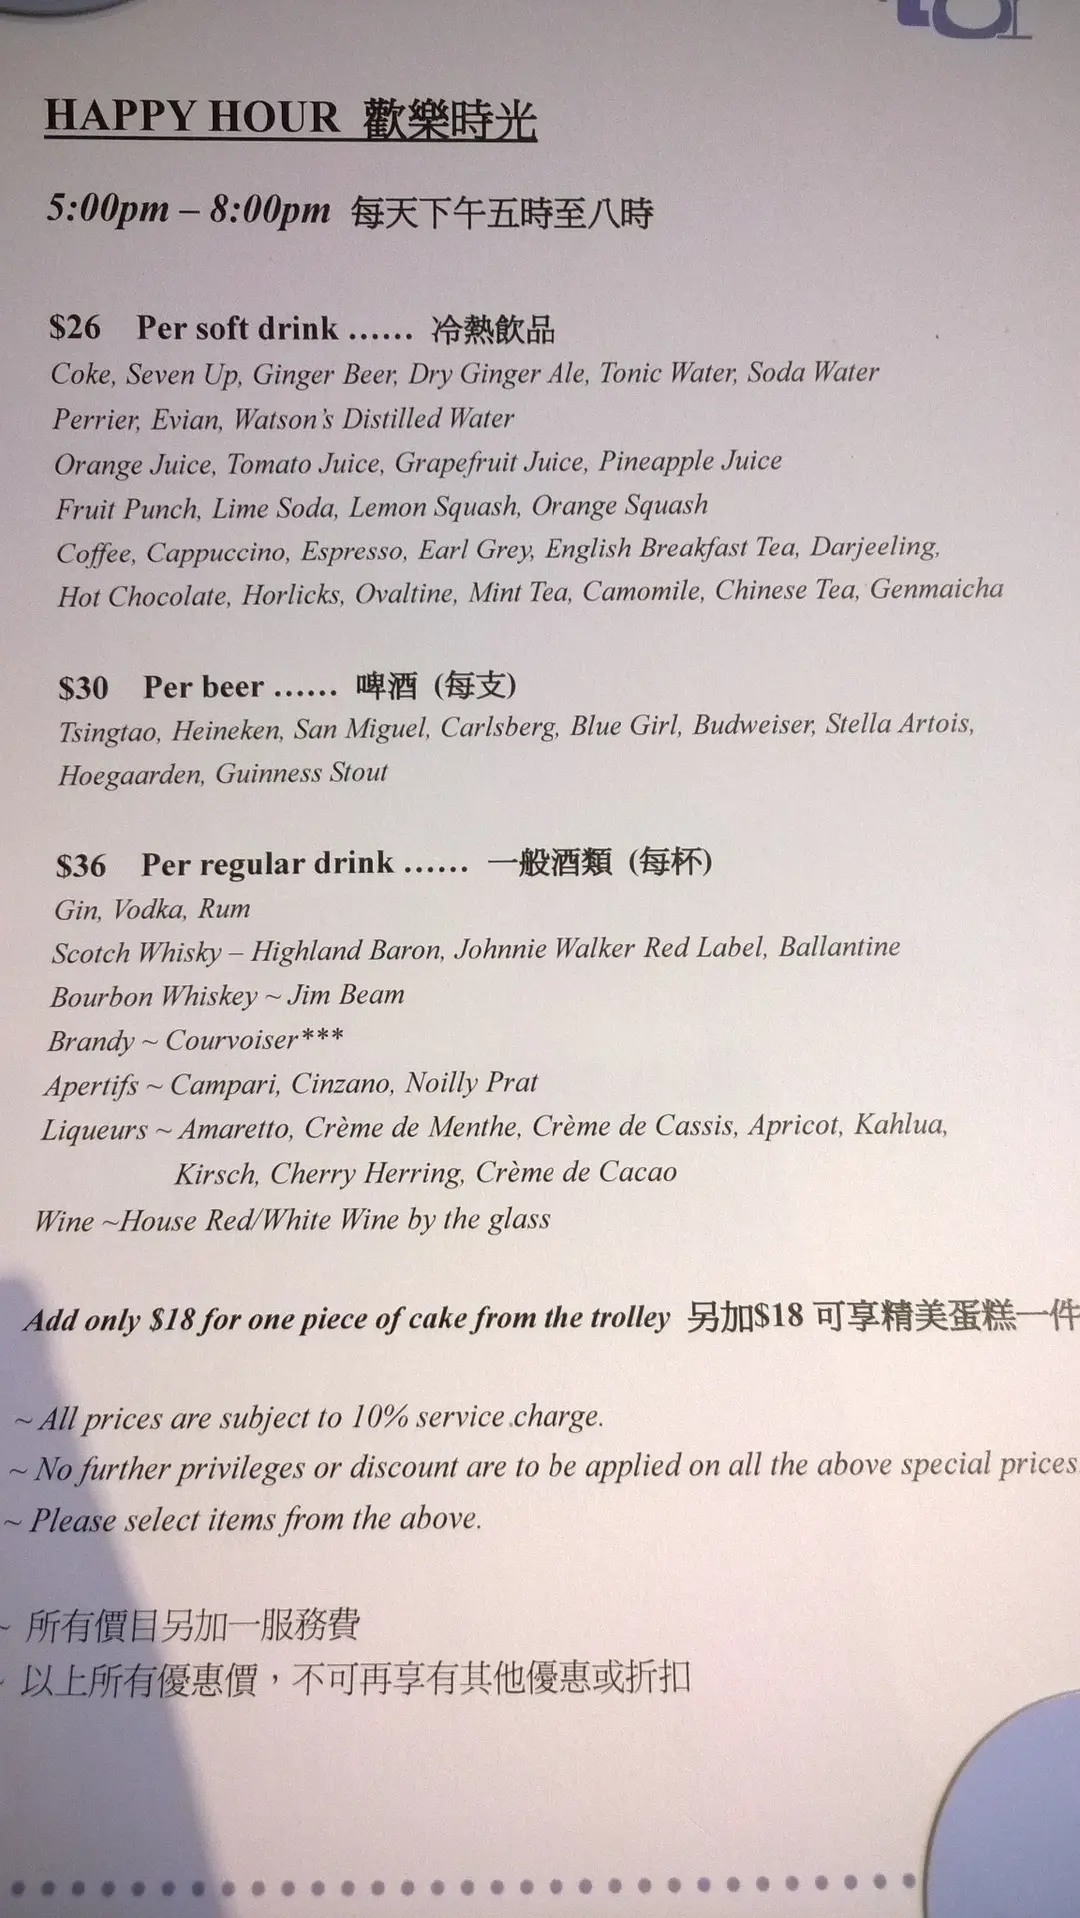 HAPPY HOUR 歡樂時光
5:00pm – 8:00pm 每天下午五時至八時
$26 Per soft drink ...... 冷熱飲品
Coke, Seven Up, Ginger Beer, Dry Ginger Ale, Tonic Water, Soda Water
Perrier, Evian, Watson's Distilled Water
Orange Juice, Tomato Juice, Grapefruit Juice, Pineapple Juice
Fruit Punch, Lime Soda, Lemon Squash, Orange Squash
Coffee, Cappuccino, Espresso, Earl Grey, English Breakfast Tea, Darjeeling,
Hot Chocolate, Horlicks, Ovaltine, Mint Tea, Camomile, Chinese Tea, Genmaicha
$30 Per beer ...... 啤酒 (每支)
Tsingtao, Heineken, San Miguel, Carlsberg, Blue Girl, Budweiser, Stella Artois,
Hoegaarden, Guinness Stout
$36 Per regular drink ...... 一般酒類 (每杯)
Gin, Vodka, Rum
Scotch Whisky – Highland Baron, Johnnie Walker Red Label, Ballantine
Bourbon Whiskey ~ Jim Beam
Brandy ~ Courvoiser***
Apertifs ~ Campari, Cinzano, Noilly Prat
Liqueurs ~ Amaretto, Crème de Menthe, Crème de Cassis, Apricot, Kahlua,
Kirsch, Cherry Herring, Crème de Cacao
Wine ~House Red/White Wine by the glass
Add only $18 for one piece of cake from the trolley 另加$18 可享精美蛋糕一件
~ All prices are subject to 10% service charge.
~ No further privileges or discount are to be applied on all the above special prices
~ Please select items from the above.
~ 所有價目另加一服務費
~ 以上所有優惠價，不可再享有其他優惠或折扣